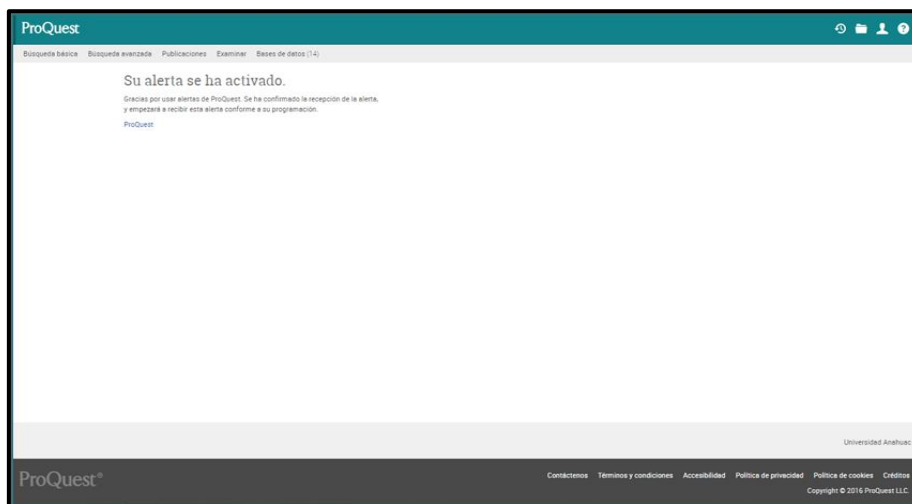 ProQuest
Búsqueda básica Búsqueda avanzada Publicaciones Examinar Bases de datos (14)
Su alerta se ha activado.
Gracias por usar alertas de ProQuest. Se ha confirmado la recepción de la alerta,
y empezará a recibir esta alerta conforme a su programación.
ProQuest
Universidad Anahuac
ProQuest®
Contáctenos Términos y condiciones Accesibilidad Política de privacidad Política de cookies Créditos
Copyright © 2016 ProQuest LLC.